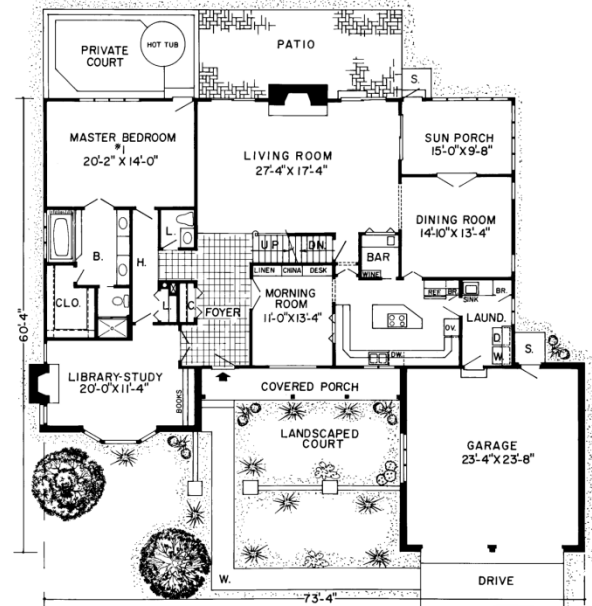 PRIVATE
COURT
HOT TUB
PATIO
S.
MASTER BEDROOM
#1
20'-2" X 14'-0"
LIVING ROOM
27'-4" X 17'-4"
SUN PORCH
15'-0" X 9'-8"
DINING ROOM
14'-10" X 13'-4"
L.
UP
DN.
BAR
WINE
B.
H.
LINEN
CHINA
DESK
CLO.
L.
C.
FOYER
MORNING
ROOM
11'-0" X 13'-4"
REF.
BR.
SINK
BR.
LAUND.
OV.
D
W
DW.
S.
60'-4"
LIBRARY-STUDY
20'-0" X 11'-4"
BOOKS
COVERED PORCH
LANDSCAPED
COURT
GARAGE
23'-4" X 23'-8"
W.
DRIVE
73'-4"